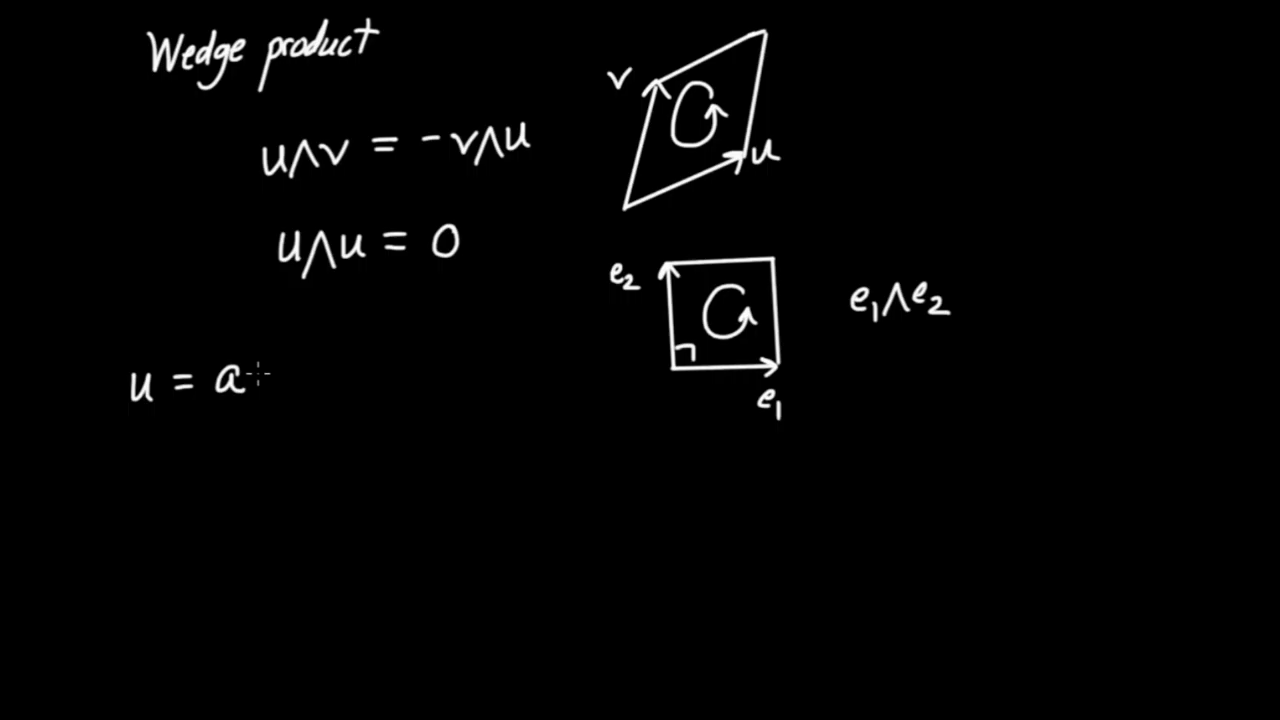 Wedge product
u∧v = -v∧u
u∧u = 0
u = a
v
u
e₂
e₁
e₁∧e₂